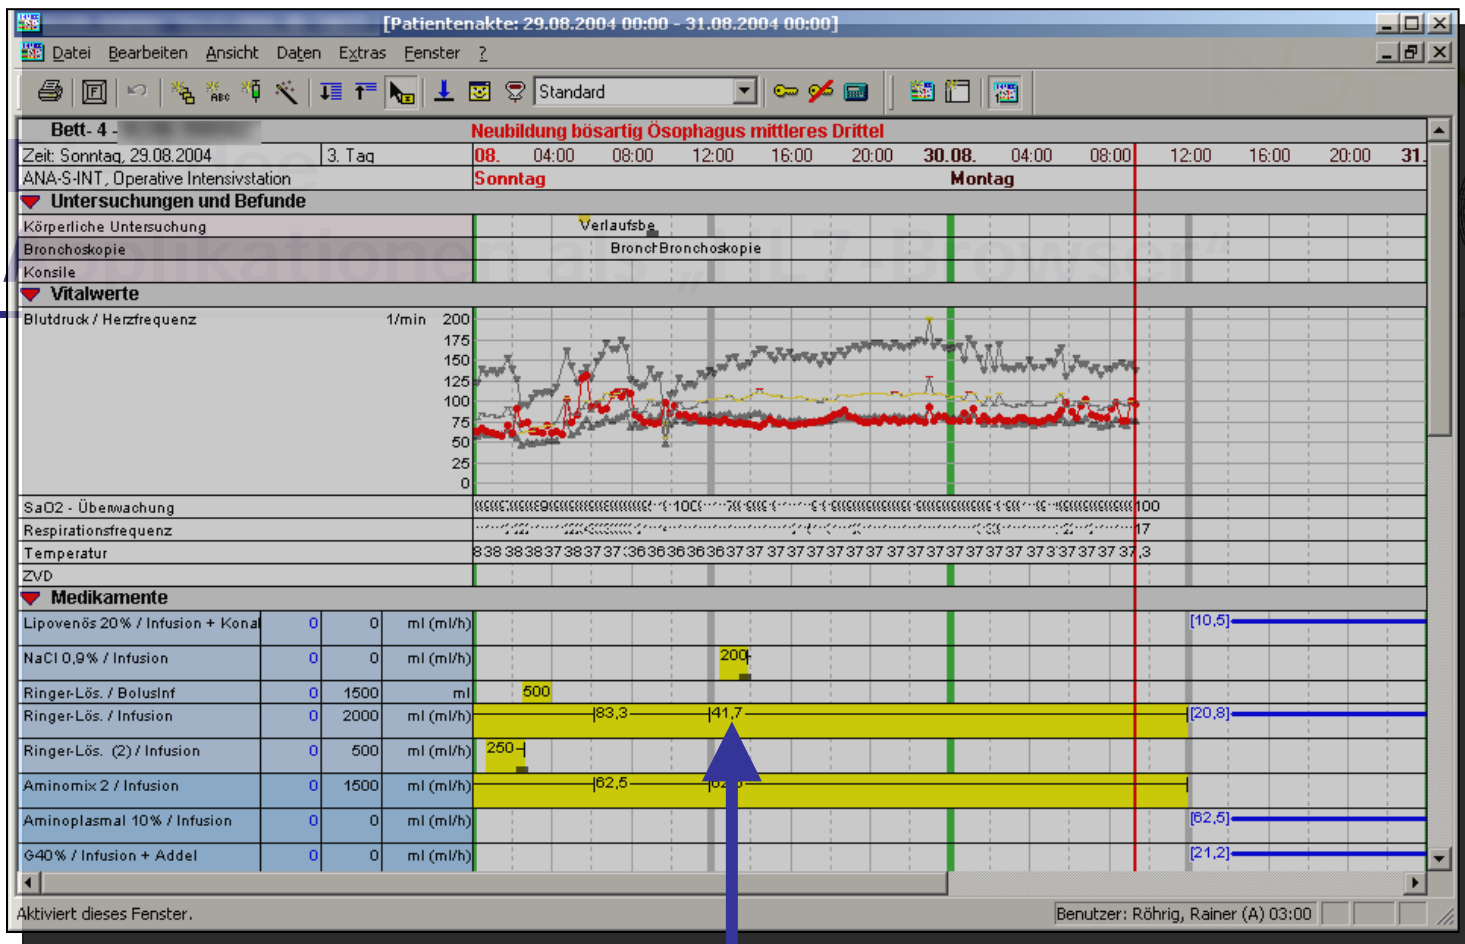 [Patientenakte: 29.08.2004 00:00 - 31.08.2004 00:00]
Datei Bearbeiten Ansicht Daten Extras Fenster ?
ABC Standard
Bett- 4 - Neubildung bösartig Ösophagus mittleres Drittel
Zeit: Sonntag, 29.08.2004 3. Tag 08. 04:00 08:00 12:00 16:00 20:00 30.08. 04:00 08:00 12:00 16:00 20:00 31.
ANA-S-INT, Operative Intensivstation Sonntag Montag
Untersuchungen und Befunde
Körperliche Untersuchung Verlaufsbe
Bronchoskopie Bronch Bronchoskopie
Applikationen als „HL7-Browser“
Konsile
Vitalwerte
Blutdruck / Herzfrequenz 1/min 200
175
150
125
100
75
50
25
0
SaO2 - Überwachung 100
Respirationsfrequenz 17
Temperatur
ZVD
Medikamente
Lipovenös 20% / Infusion + Konal 0 0 ml (ml/h) [10,5]
NaCl 0,9% / Infusion 0 0 ml (ml/h) 200
Ringer-Lös. / BolusInf 0 1500 ml 500
Ringer-Lös. / Infusion 0 2000 ml (ml/h) 83,3 41,7 [20,8]
Ringer-Lös. (2) / Infusion 0 500 ml (ml/h) 250
Aminomix 2 / Infusion 0 1500 ml (ml/h) 62,5
Aminoplasmal 10% / Infusion 0 0 ml (ml/h) [62,5]
G40% / Infusion + Addel 0 0 ml (ml/h) [21,2]
Aktiviert dieses Fenster. Benutzer: Röhrig, Rainer (A) 03:00